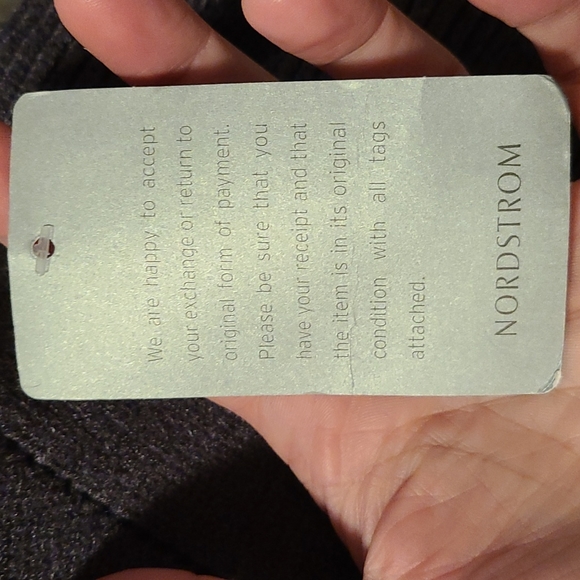 We are happy to accept
your exchange or return to
original form of payment.
Please be sure that you
have your receipt and that
the item is in its original
condition with all tags
attached.
NORDSTROM